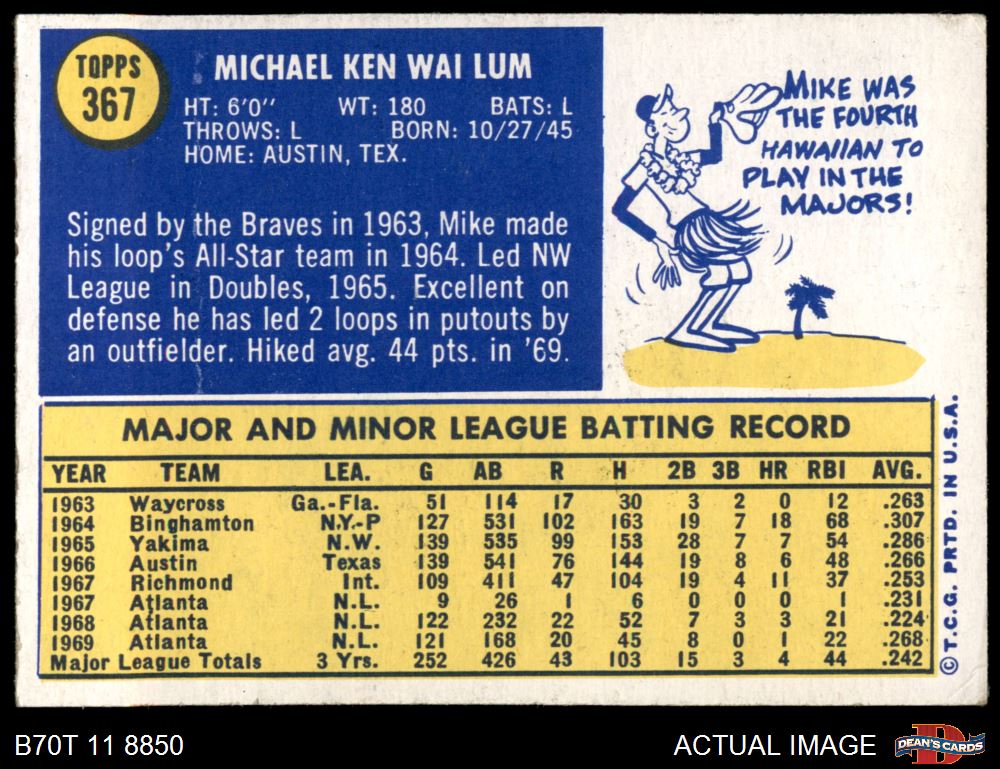 TOPPS
367
MICHAEL KEN WAI LUM
HT: 6'0" WT: 180 BATS: L
THROWS: L BORN: 10/27/45
HOME: AUSTIN, TEX.
Signed by the Braves in 1963, Mike made
his loop's All-Star team in 1964. Led NW
League in Doubles, 1965. Excellent on
defense he has led 2 loops in putouts by
an outfielder. Hiked avg. 44 pts. in '69.
MIKE WAS
THE FOURTH
HAWAIIAN TO
PLAY IN THE
MAJORS!
MAJOR AND MINOR LEAGUE BATTING RECORD
YEAR TEAM LEA. G AB R H 2B 3B HR RBI AVG.
1963 Waycross Ga.-Fla. 51 114 17 30 3 2 0 12 .263
1964 Binghamton N.Y.-P 127 531 102 163 19 7 18 68 .307
1965 Yakima N.W. 139 535 99 153 28 7 7 54 .286
1966 Austin Texas 139 541 76 144 19 8 6 48 .266
1967 Richmond Int. 109 411 47 104 19 4 11 37 .253
1967 Atlanta N.L. 9 26 1 6 0 0 0 1 .231
1968 Atlanta N.L. 122 232 22 52 7 3 3 21 .224
1969 Atlanta N.L. 121 168 20 45 8 0 1 22 .268
Major League Totals 3 Yrs. 252 426 43 103 15 3 4 44 .242
© T.C.G. PRTD. IN U.S.A.
B70T 11 8850
ACTUAL IMAGE
D
DEAN'S CARDS